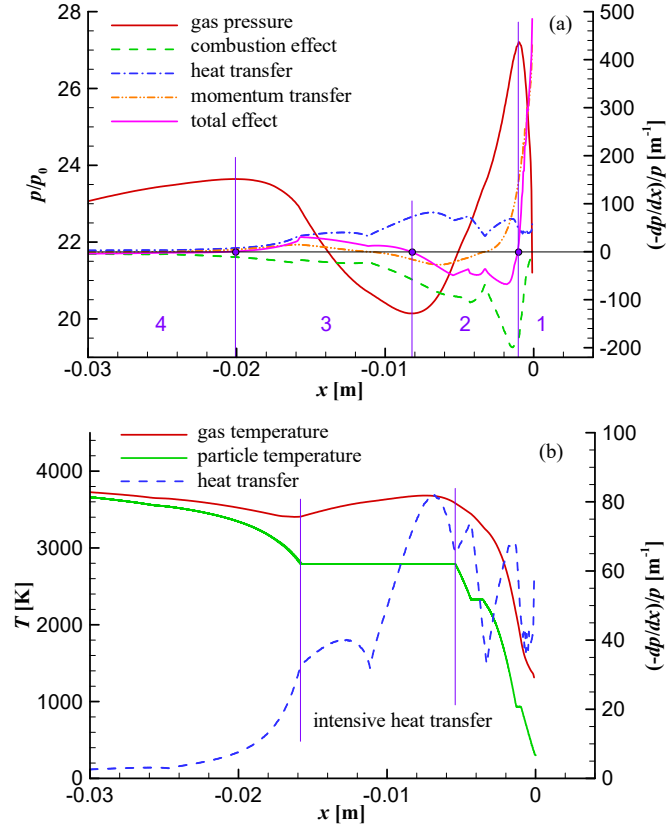 28
26
24
22
20
p/p₀
gas pressure
combustion effect
heat transfer
momentum transfer
total effect
(a)
500
400
300
200
100
0
-100
-200
(-dp/dx)/p [m⁻¹]
4 3 2 1
-0.03 -0.02 -0.01 0
x [m]
gas temperature
particle temperature
heat transfer
(b)
4000
3000
2000
1000
0
T [K]
100
80
60
40
20
0
(-dp/dx)/p [m⁻¹]
intensive heat transfer
-0.03 -0.02 -0.01 0
x [m]